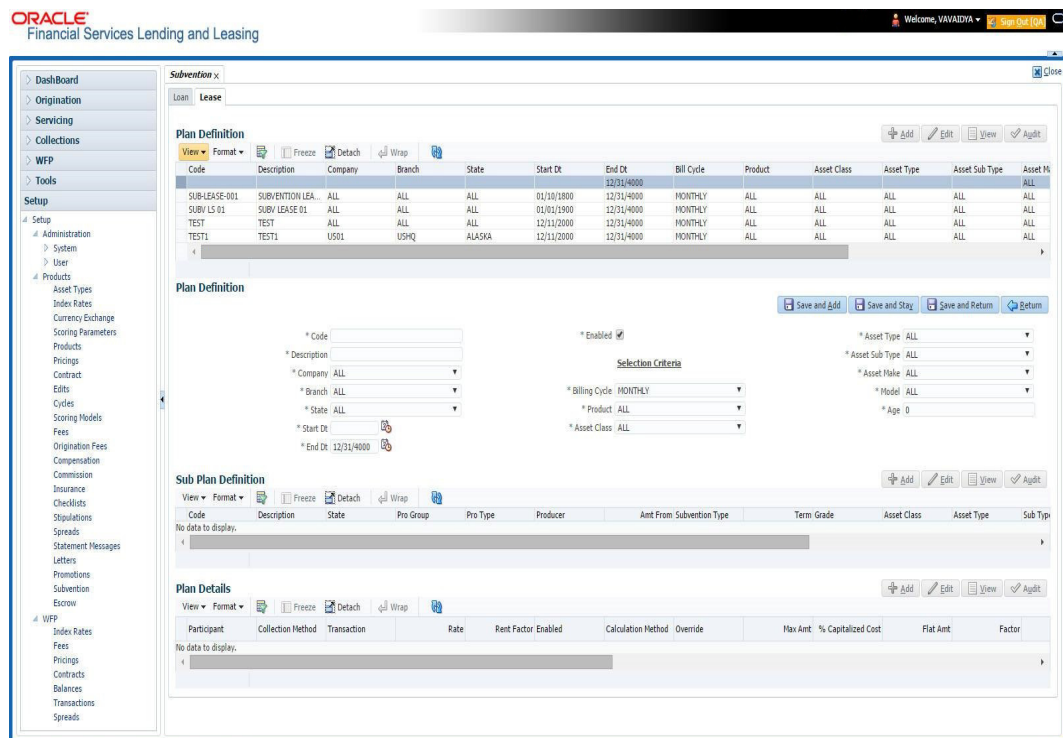 ORACLE'
Financial Services Lending and Leasing
Welcome, VAVAIDYA
Sign Out [QA]
DashBoard
Origination
Servicing
Collections
WFP
Tools
Setup
Setup
Administration
System
User
Products
Asset Types
Index Rates
Currency Exchange
Scoring Parameters
Products
Pricings
Contract
Edits
Cycles
Scoring Models
Fees
Origination Fees
Compensation
Commission
Insurance
Checklists
Stipulations
Spreads
Statement Messages
Letters
Promotions
Subvention
Escrow
WFP
Index Rates
Fees
Pricings
Contracts
Balances
Transactions
Spreads
Subvention x
Close
Loan Lease
Plan Definition
Add Edit View Audit
View Format Freeze Detach Wrap
Code Description Company Branch State Start Dt End Dt Bill Cycle Product Asset Class Asset Type Asset Sub Type Asset M
12/31/4000 ALL
SUB-LEASE-001 SUBVENTION LEA... ALL ALL ALL 01/10/1800 12/31/4000 MONTHLY ALL ALL ALL ALL ALL
SUBV LS 01 SUBV LEASE 01 ALL ALL ALL 01/01/1900 12/31/4000 MONTHLY ALL ALL ALL ALL ALL
TEST TEST ALL ALL ALL 12/11/2000 12/31/4000 MONTHLY ALL ALL ALL ALL ALL
TEST1 TEST1 US01 USHQ ALASKA 12/11/2000 12/31/4000 MONTHLY ALL ALL ALL ALL ALL
Plan Definition
Save and Add Save and Stay Save and Return Return
* Code
* Description
* Company ALL
* Branch ALL
* State ALL
* Start Dt
* End Dt 12/31/4000
* Enabled
Selection Criteria
* Billing Cycle MONTHLY
* Product ALL
* Asset Class ALL
* Asset Type ALL
* Asset Sub Type ALL
* Asset Make ALL
* Model ALL
* Age 0
Sub Plan Definition
Add Edit View Audit
View Format Freeze Detach Wrap
Code Description State Pro Group Pro Type Producer Amt From Subvention Type Term Grade Asset Class Asset Type Sub Typ
No data to display.
Plan Details
Add Edit View Audit
View Format Freeze Detach Wrap
Participant Collection Method Transaction Rate Rent Factor Enabled Calculation Method Override Max Amt % Capitalized Cost Flat Amt Factor
No data to display.